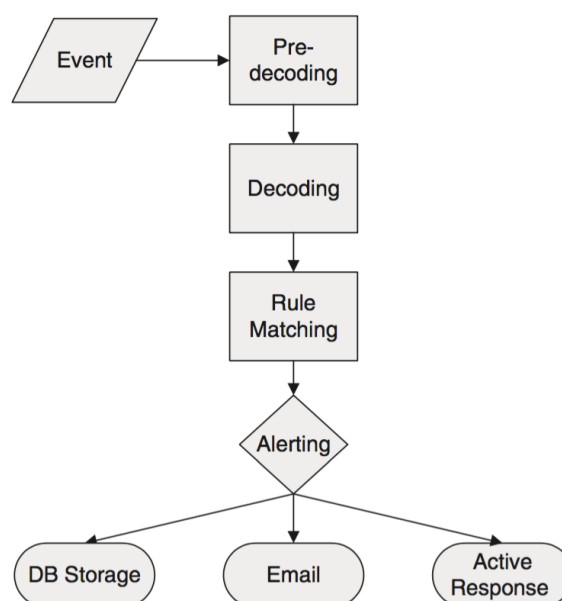 Event
Pre-
decoding
Decoding
Rule
Matching
Alerting
DB Storage
Email
Active
Response